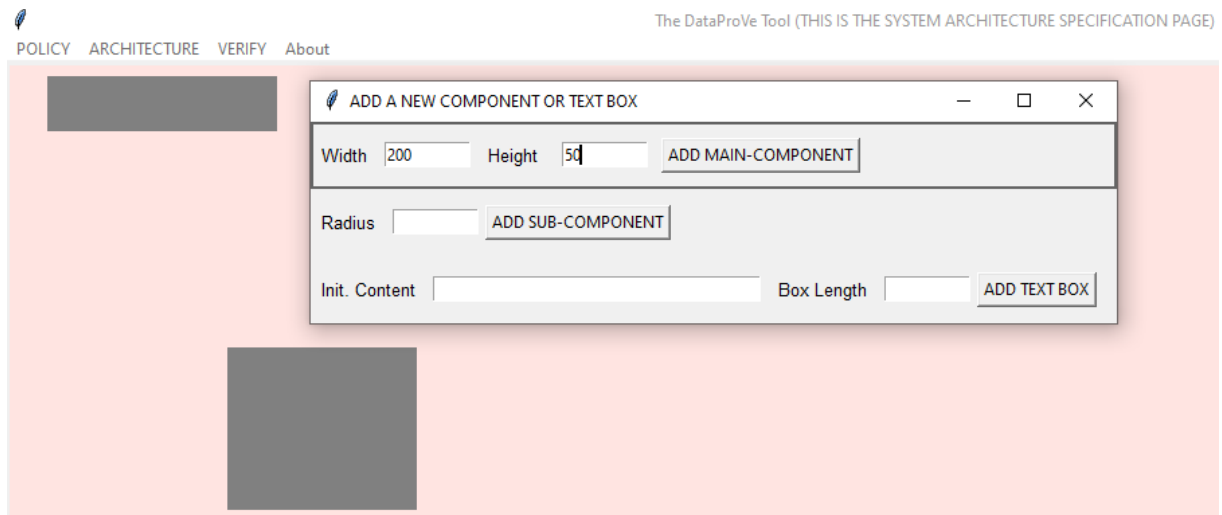 The DataProVe Tool (THIS IS THE SYSTEM ARCHITECTURE SPECIFICATION PAGE)
POLICY ARCHITECTURE VERIFY About
ADD A NEW COMPONENT OR TEXT BOX
Width 200 Height 50 ADD MAIN-COMPONENT
Radius ADD SUB-COMPONENT
Init. Content Box Length ADD TEXT BOX